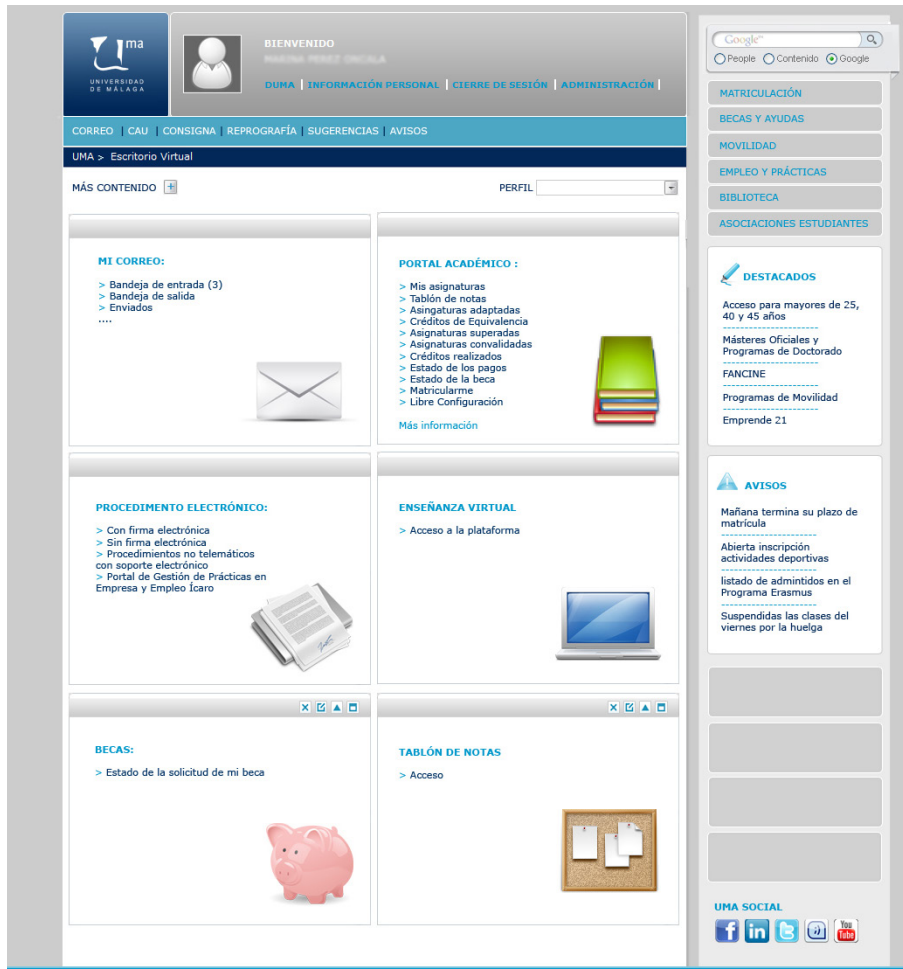 uma
UNIVERSIDAD
DE MÁLAGA
BIENVENIDO
DUMA | INFORMACIÓN PERSONAL | CIERRE DE SESIÓN | ADMINISTRACIÓN |
CORREO | CAU | CONSIGNA | REPROGRAFÍA | SUGERENCIAS | AVISOS
UMA > Escritorio Virtual
MÁS CONTENIDO +
PERFIL
MI CORREO:
> Bandeja de entrada (3)
> Bandeja de salida
> Enviados
....
PORTAL ACADÉMICO :
> Mis asignaturas
> Tablón de notas
> Asingaturas adaptadas
> Créditos de Equivalencia
> Asignaturas superadas
> Asignaturas convalidadas
> Créditos realizados
> Estado de los pagos
> Estado de la beca
> Matricularme
> Libre Configuración
Más información
PROCEDIMENTO ELECTRÓNICO:
> Con firma electrónica
> Sin firma electrónica
> Procedimientos no telemáticos
con soporte electrónico
> Portal de Gestión de Prácticas en
Empresa y Empleo Ícaro
ENSEÑANZA VIRTUAL
> Acceso a la plataforma
BECAS:
> Estado de la solicitud de mi beca
TABLÓN DE NOTAS
> Acceso
Google™
People Contenido Google
MATRICULACIÓN
BECAS Y AYUDAS
MOVILIDAD
EMPLEO Y PRÁCTICAS
BIBLIOTECA
ASOCIACIONES ESTUDIANTES
DESTACADOS
Acceso para mayores de 25,
40 y 45 años
Másteres Oficiales y
Programas de Doctorado
FANCINE
Programas de Movilidad
Emprende 21
AVISOS
Mañana termina su plazo de
matrícula
Abierta inscripción
actividades deportivas
listado de admintidos en el
Programa Erasmus
Suspendidas las clases del
viernes por la huelga
UMA SOCIAL
f in t You
Tube